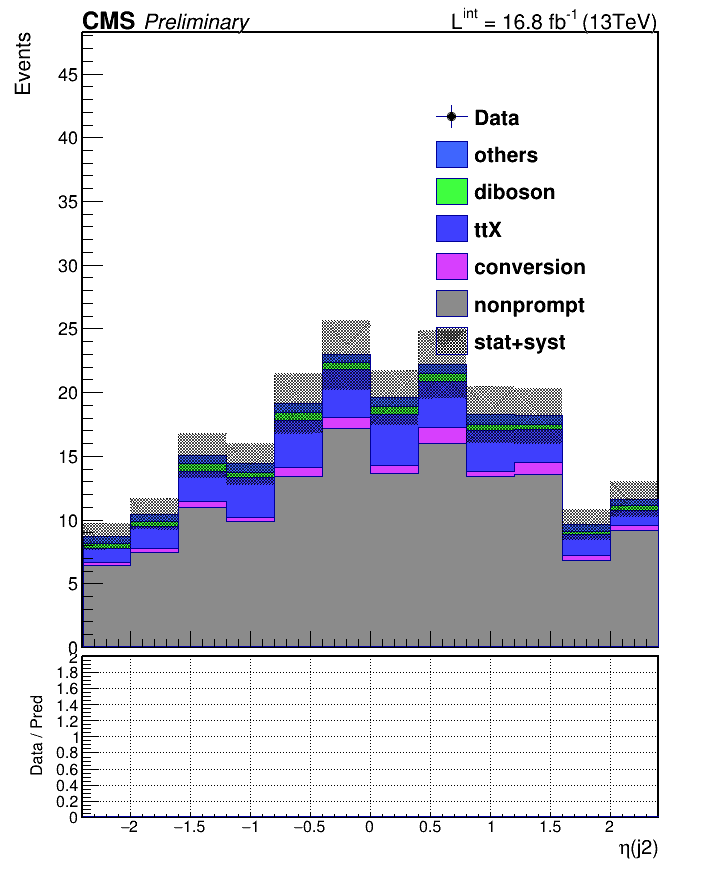 CMS Preliminary
L^int = 16.8 fb^-1 (13TeV)
Events
45
40
35
30
25
20
15
10
5
0
Data
others
diboson
ttX
conversion
nonprompt
stat+syst
Data / Pred
2
1.8
1.6
1.4
1.2
1
0.8
0.6
0.4
0.2
0
−2 −1.5 −1 −0.5 0 0.5 1 1.5 2
η(j2)